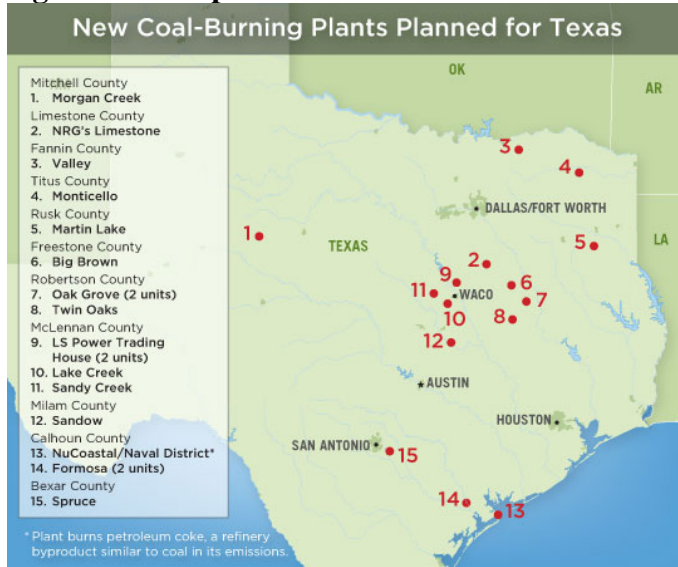 New Coal-Burning Plants Planned for Texas
Mitchell County
1. Morgan Creek
Limestone County
2. NRG's Limestone
Fannin County
3. Valley
Titus County
4. Monticello
Rusk County
5. Martin Lake
Freestone County
6. Big Brown
Robertson County
7. Oak Grove (2 units)
8. Twin Oaks
McLennan County
9. LS Power Trading
House (2 units)
10. Lake Creek
11. Sandy Creek
Milam County
12. Sandow
Calhoun County
13. NuCoastal/Naval District*
14. Formosa (2 units)
Bexar County
15. Spruce
* Plant burns petroleum coke, a refinery
byproduct similar to coal in its emissions.
OK
AR
3
4
DALLAS/FORT WORTH
1
TEXAS
5
LA
2
9
6
11
WACO
7
10
8
12
AUSTIN
HOUSTON
SAN ANTONIO
15
14
13